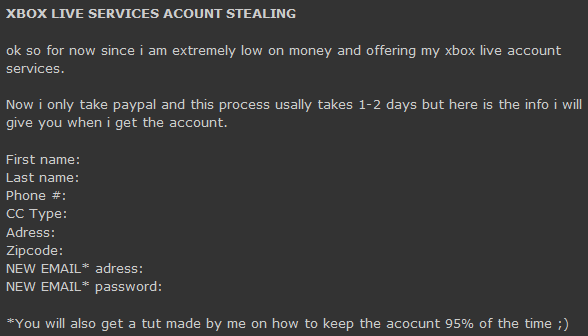 XBOX LIVE SERVICES ACOUNT STEALING
ok so for now since i am extremely low on money and offering my xbox live account
services.
Now i only take paypal and this process usally takes 1-2 days but here is the info i will
give you when i get the account.
First name:
Last name:
Phone #:
CC Type:
Adress:
Zipcode:
NEW EMAIL* adress:
NEW EMAIL* password:
*You will also get a tut made by me on how to keep the acocunt 95% of the time ;)